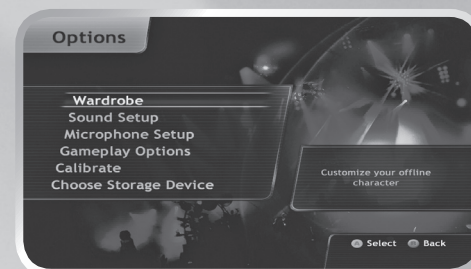 Options
Wardrobe
Sound Setup
Microphone Setup
Gameplay Options
Calibrate
Choose Storage Device
Customize your offline
character
A Select B Back